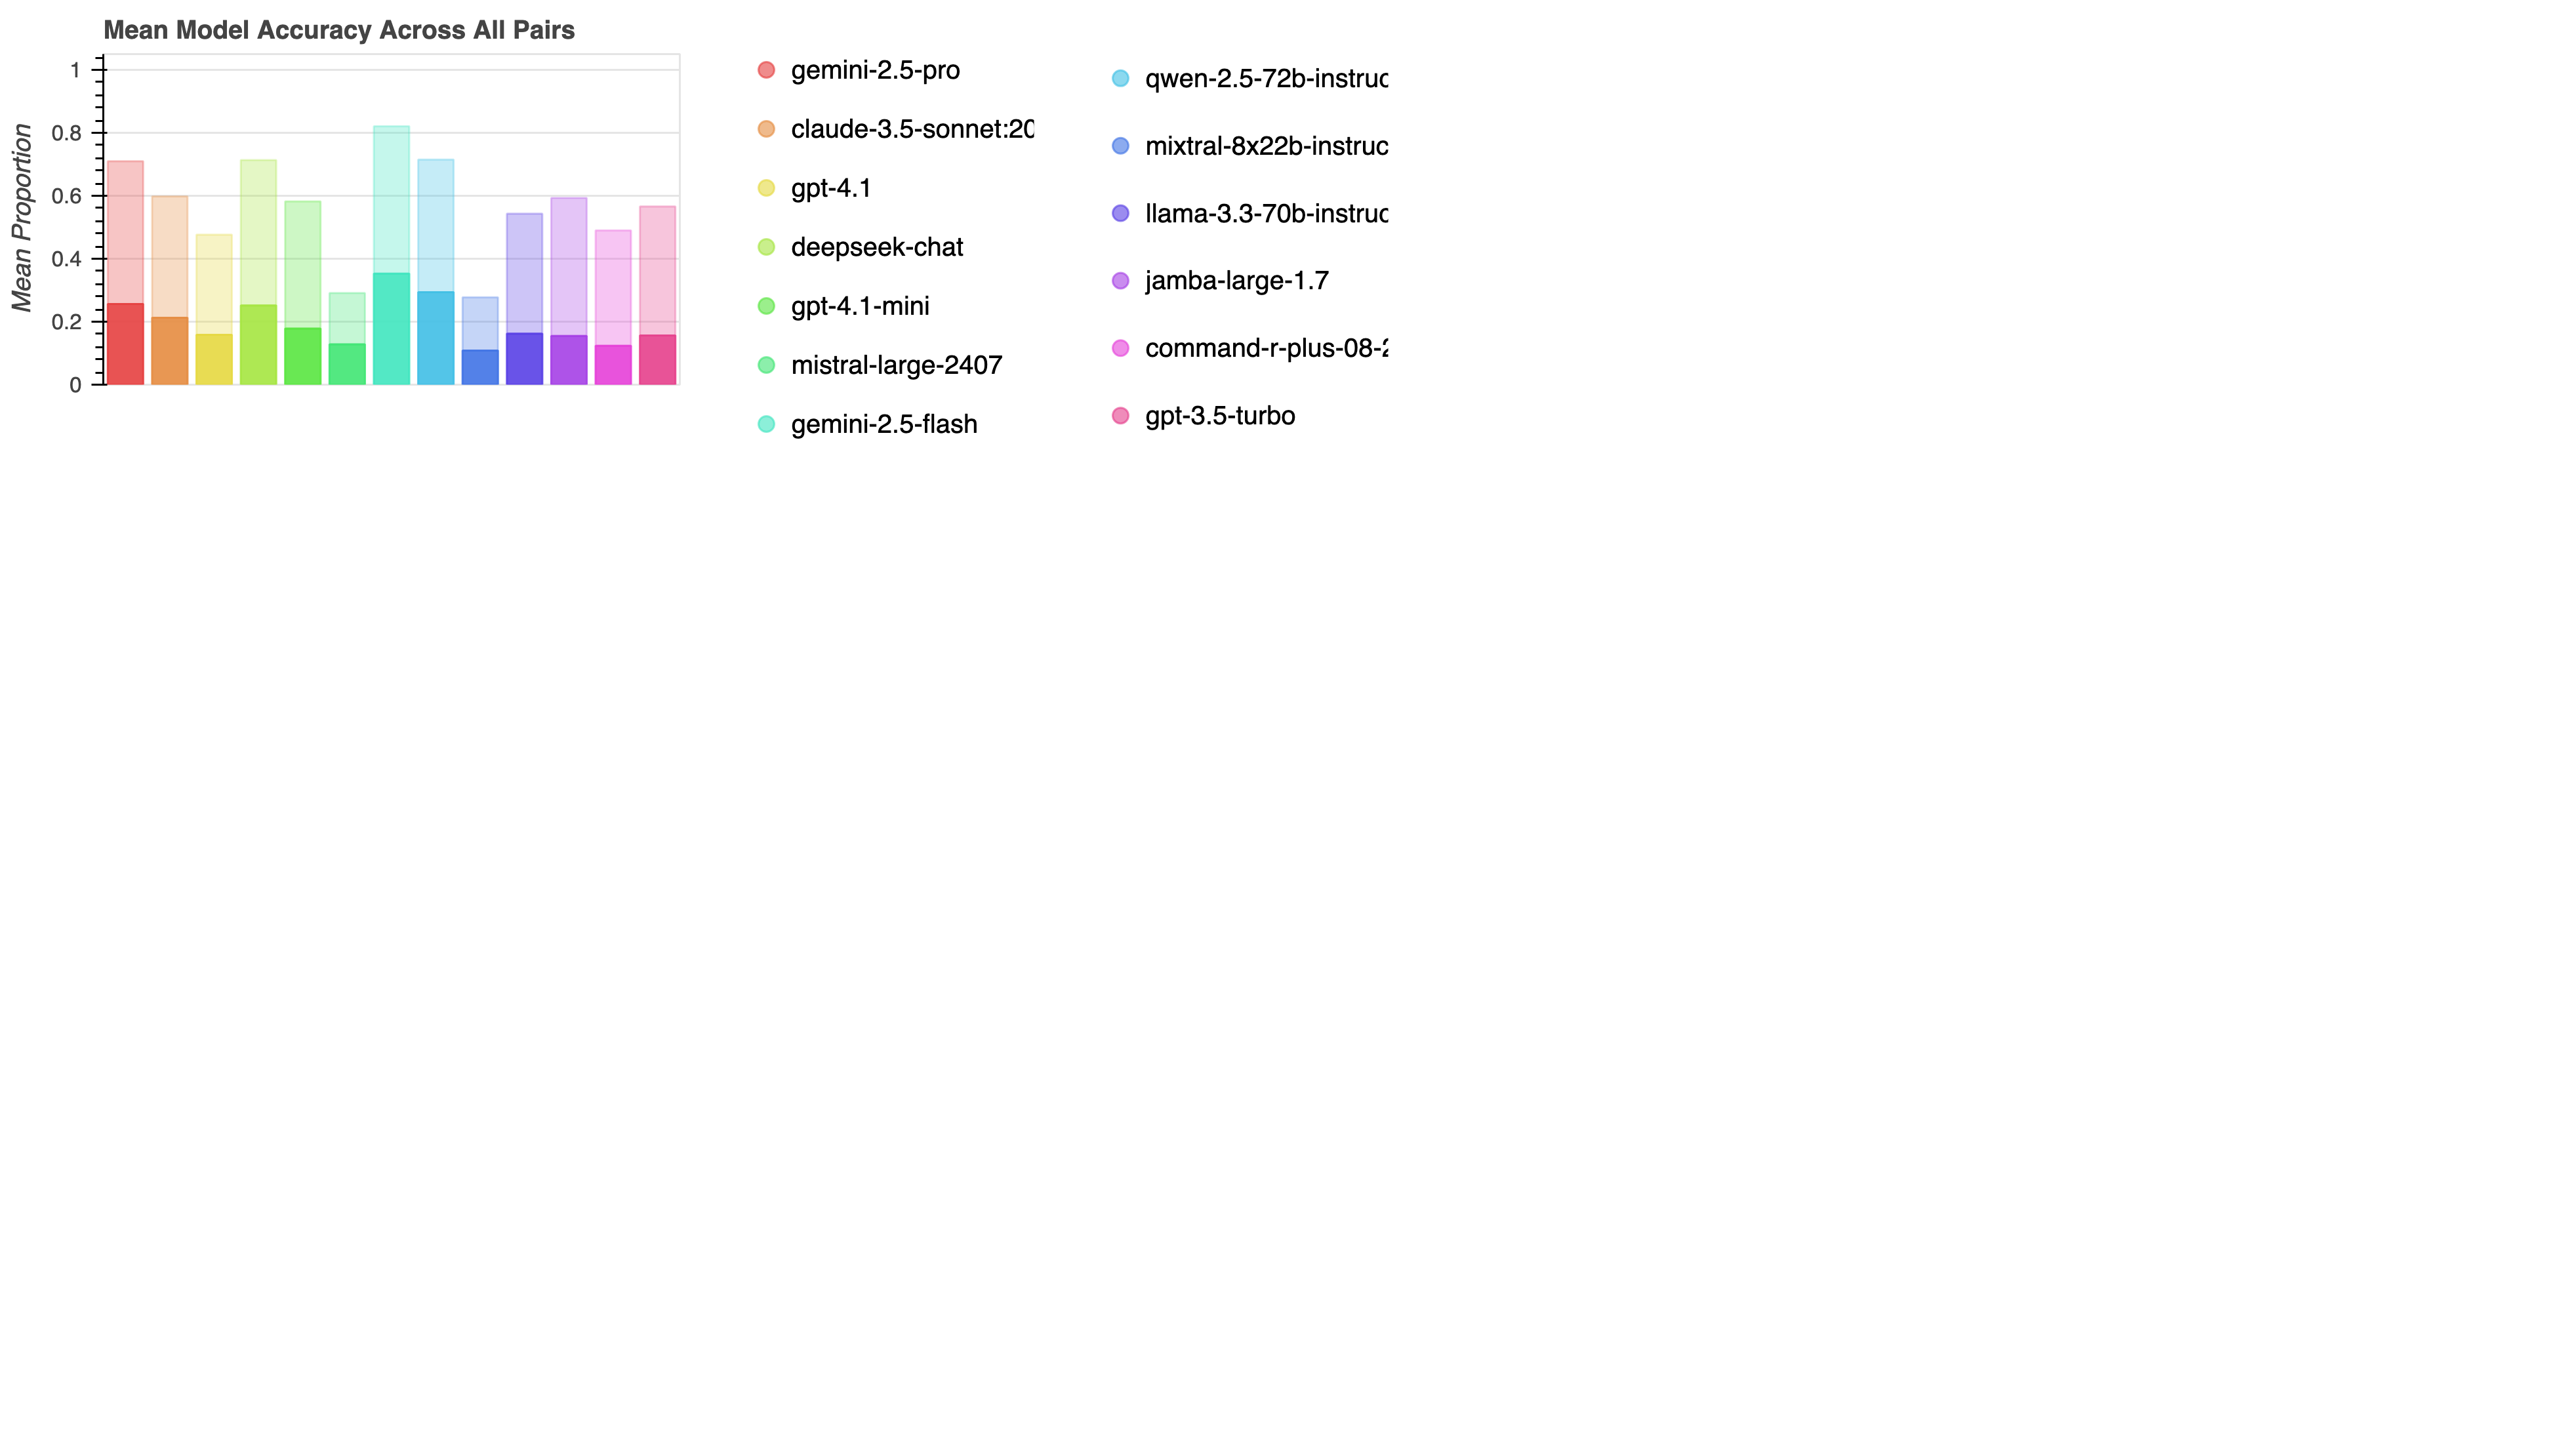 Mean Model Accuracy Across All Pairs
Mean Proportion
1
0.8
0.6
0.4
0.2
0
gemini-2.5-pro
claude-3.5-sonnet:20
gpt-4.1
deepseek-chat
gpt-4.1-mini
mistral-large-2407
gemini-2.5-flash
qwen-2.5-72b-instruc
mixtral-8x22b-instruc
llama-3.3-70b-instruc
jamba-large-1.7
command-r-plus-08-2
gpt-3.5-turbo